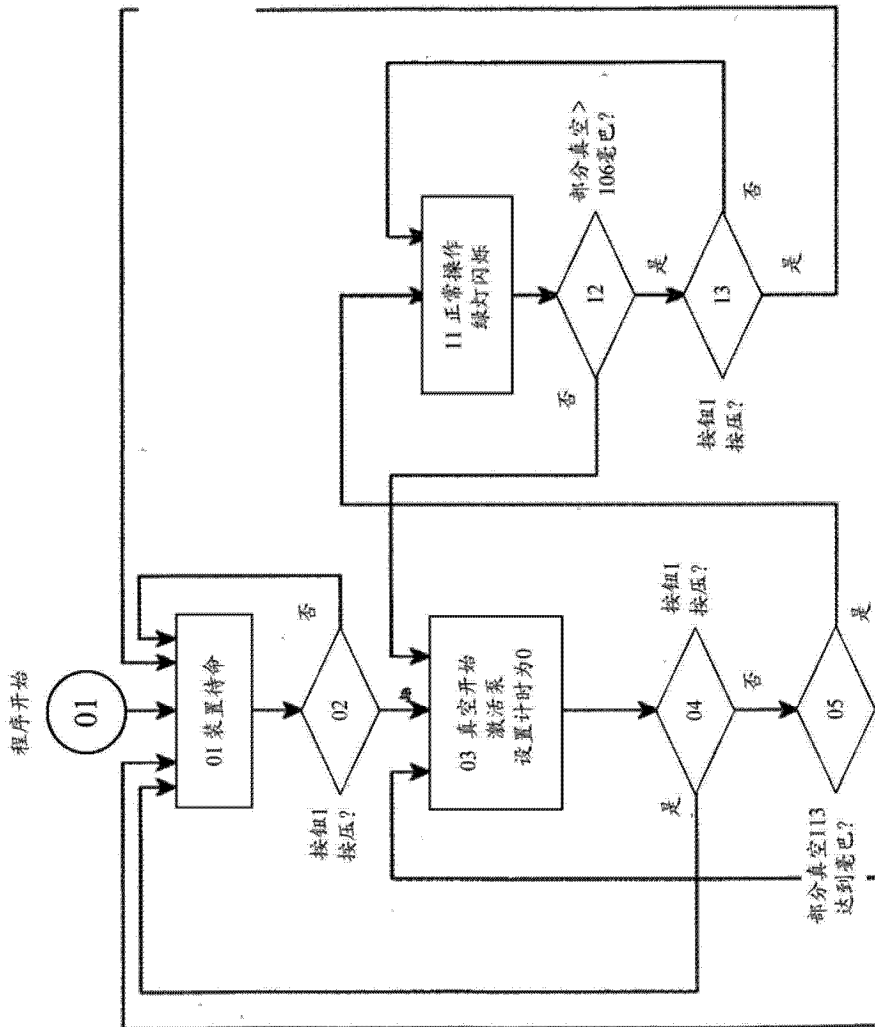 程序开始
01
01 装置待命
按钮1
按压?
02
否
03 真空开始
激活泵
设置计时为0
按钮1
按压?
04
是
否
部分真空113
达到毫巴?
05
是
11 正常操作
绿灯闪烁
部分真空>
106毫巴?
12
否
是
按钮1
按压?
13
否
是